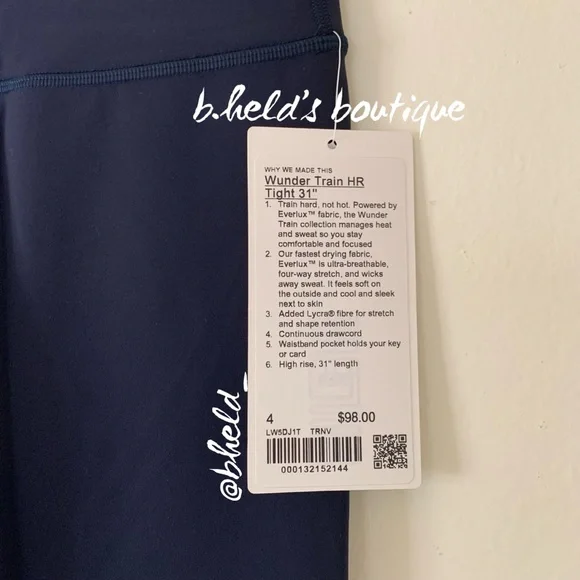 b.held's boutique
WHY WE MADE THIS
Wunder Train HR
Tight 31"
1. Train hard, not hot. Powered by
Everlux™ fabric, the Wunder
Train collection manages heat
and sweat so you stay
comfortable and focused
2. Our fastest drying fabric,
Everlux™ is ultra-breathable,
four-way stretch, and wicks
away sweat. It feels soft on
the outside and cool and sleek
next to skin
3. Added Lycra® fibre for stretch
and shape retention
4. Continuous drawcord
5. Waistband pocket holds your key
or card
6. High rise, 31" length
4 $98.00
LW5DJ1T TRNV
000132152144
@bheld_